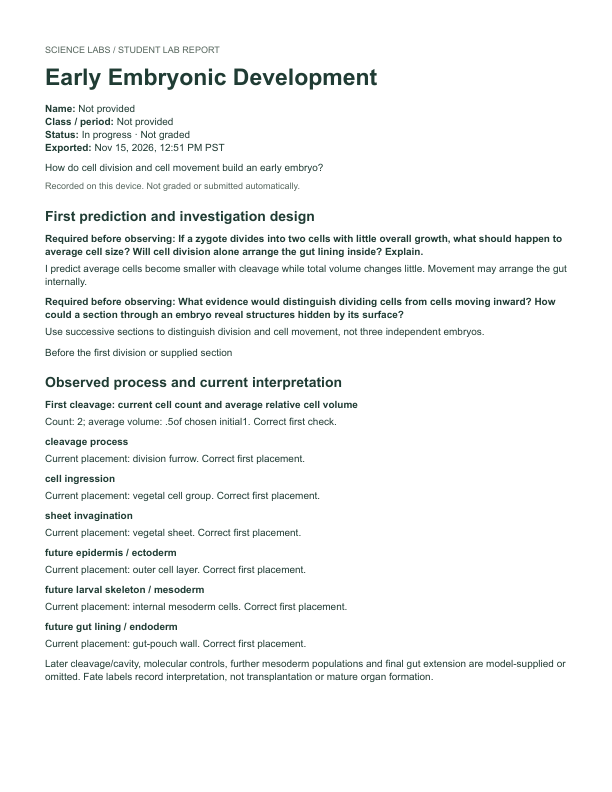 SCIENCE LABS / STUDENT LAB REPORT
Early Embryonic Development
Name: Not provided
Class / period: Not provided
Status: In progress · Not graded
Exported: Nov 15, 2026, 12:51 PM PST
How do cell division and cell movement build an early embryo?
Recorded on this device. Not graded or submitted automatically.
First prediction and investigation design
Required before observing: If a zygote divides into two cells with little overall growth, what should happen to
average cell size? Will cell division alone arrange the gut lining inside? Explain.
I predict average cells become smaller with cleavage while total volume changes little. Movement may arrange the gut
internally.
Required before observing: What evidence would distinguish dividing cells from cells moving inward? How
could a section through an embryo reveal structures hidden by its surface?
Use successive sections to distinguish division and cell movement, not three independent embryos.
Before the first division or supplied section
Observed process and current interpretation
First cleavage: current cell count and average relative cell volume
Count: 2; average volume: .5of chosen initial1. Correct first check.
cleavage process
Current placement: division furrow. Correct first placement.
cell ingression
Current placement: vegetal cell group. Correct first placement.
sheet invagination
Current placement: vegetal sheet. Correct first placement.
future epidermis / ectoderm
Current placement: outer cell layer. Correct first placement.
future larval skeleton / mesoderm
Current placement: internal mesoderm cells. Correct first placement.
future gut lining / endoderm
Current placement: gut-pouch wall. Correct first placement.
Later cleavage/cavity, molecular controls, further mesoderm populations and final gut extension are model-supplied or
omitted. Fate labels record interpretation, not transplantation or mature organ formation.